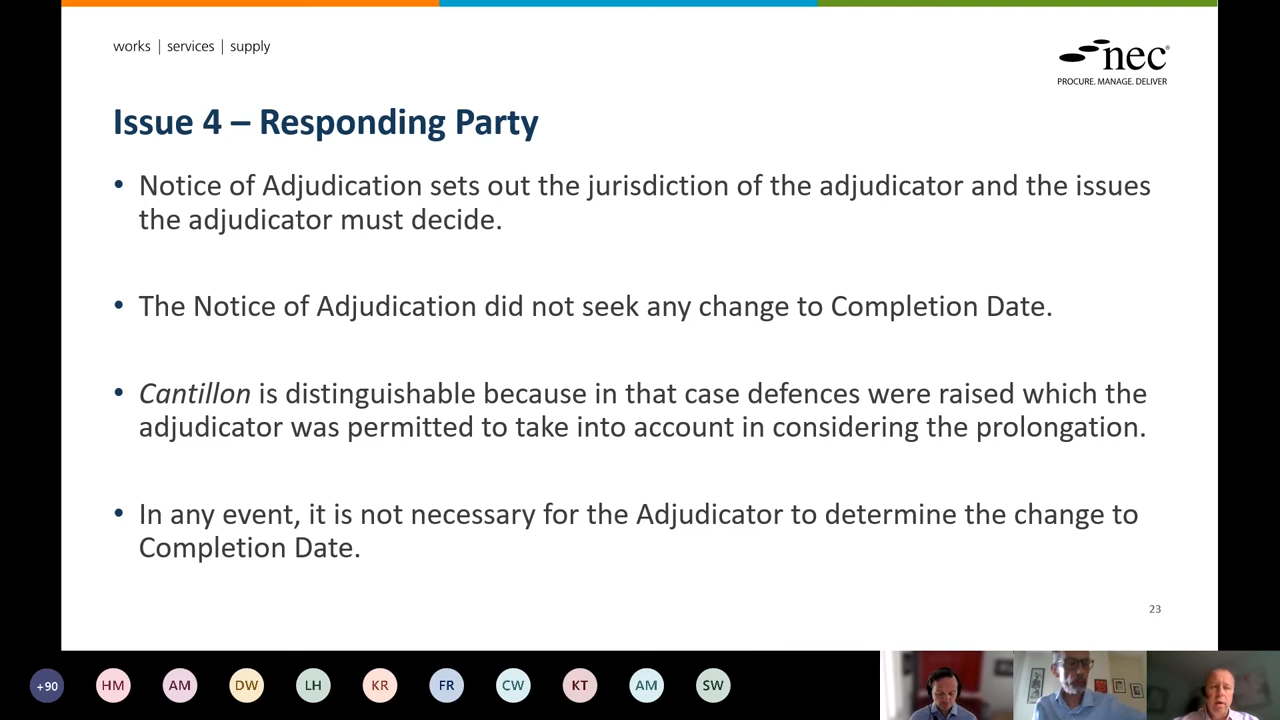 works | services | supply
nec®
PROCURE. MANAGE. DELIVER
Issue 4 – Responding Party
• Notice of Adjudication sets out the jurisdiction of the adjudicator and the issues
the adjudicator must decide.
• The Notice of Adjudication did not seek any change to Completion Date.
• Cantillon is distinguishable because in that case defences were raised which the
adjudicator was permitted to take into account in considering the prolongation.
• In any event, it is not necessary for the Adjudicator to determine the change to
Completion Date.
23
+90 HM AM DW LH KR FR CW KT AM SW